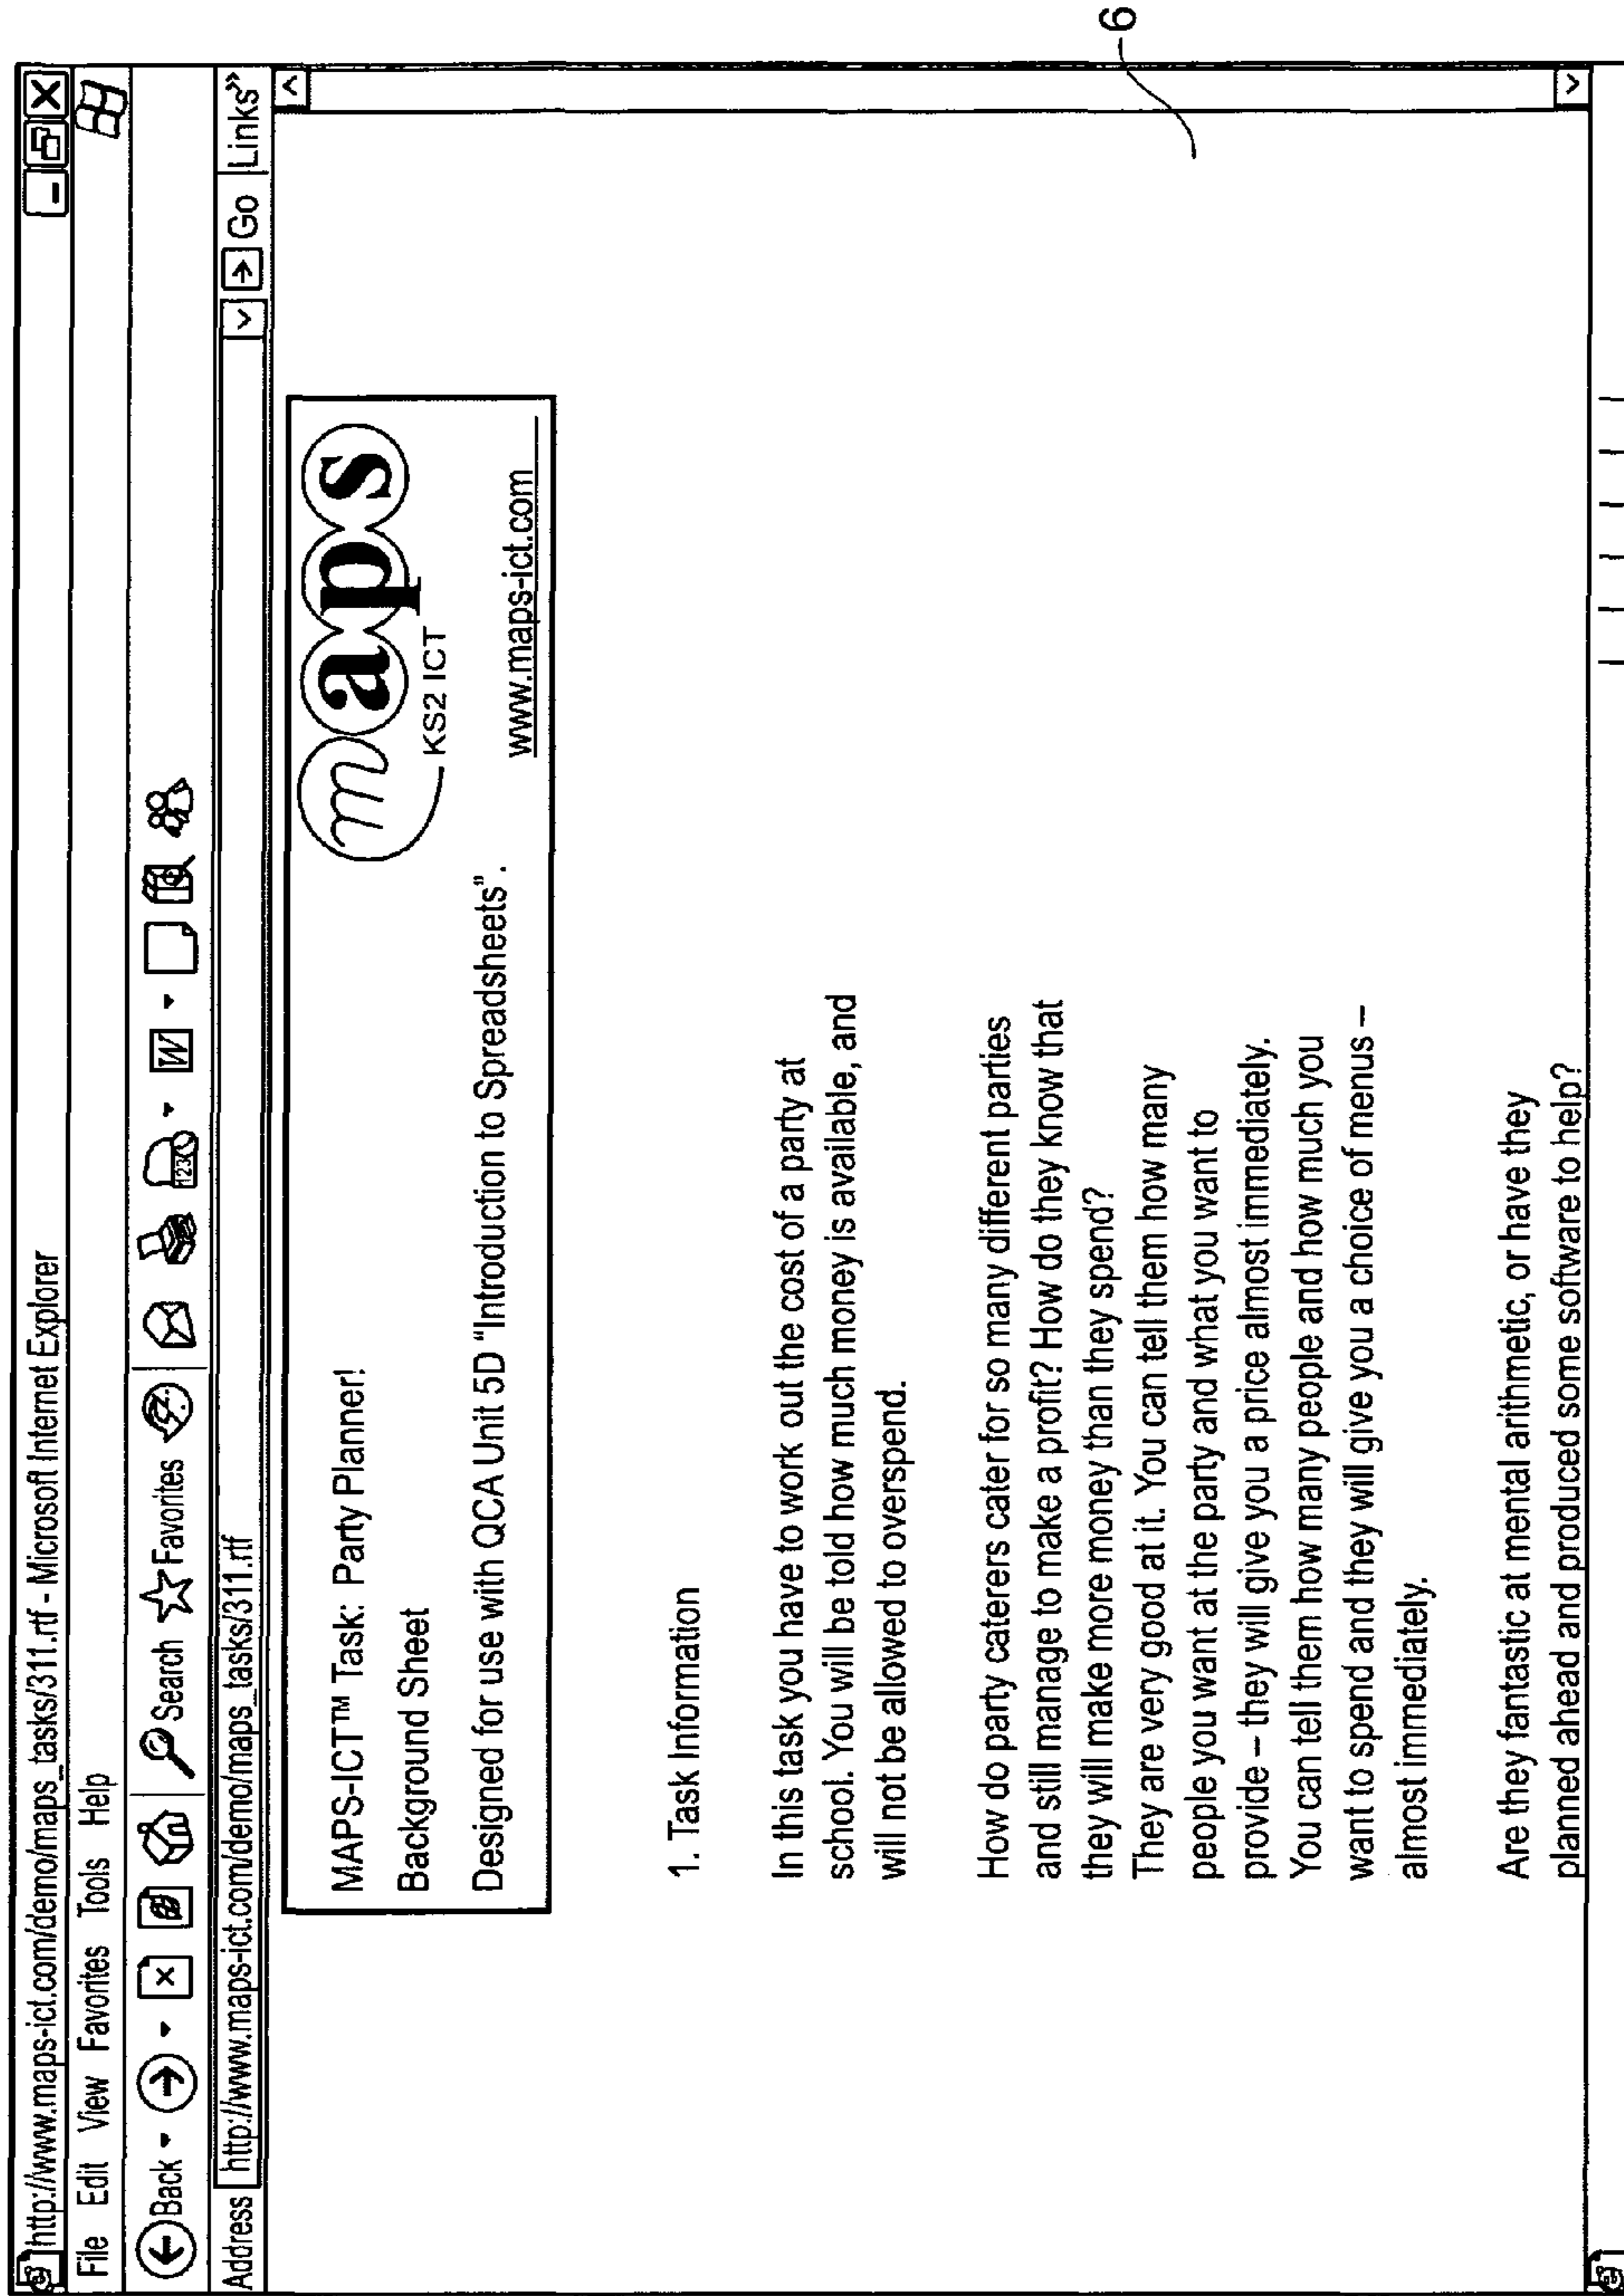 http://www.maps-ict.com/demo/maps_tasks/311.rtf - Microsoft Internet Explorer
File Edit View Favorites Tools Help
Back Search Favorites 123 W
Address http://www.maps-ict.com/demo/maps_tasks/311.rtf Go Links»
maps
KS2 ICT
MAPS-ICT™ Task: Party Planner!
Background Sheet
www.maps-ict.com
Designed for use with QCA Unit 5D "Introduction to Spreadsheets".
1. Task Information
In this task you have to work out the cost of a party at
school. You will be told how much money is available, and
will not be allowed to overspend.
How do party caterers cater for so many different parties
and still manage to make a profit? How do they know that
they will make more money than they spend?
They are very good at it. You can tell them how many
people you want at the party and what you want to
provide – they will give you a price almost immediately.
You can tell them how many people and how much you
want to spend and they will give you a choice of menus –
almost immediately.
Are they fantastic at mental arithmetic, or have they
planned ahead and produced some software to help?
6